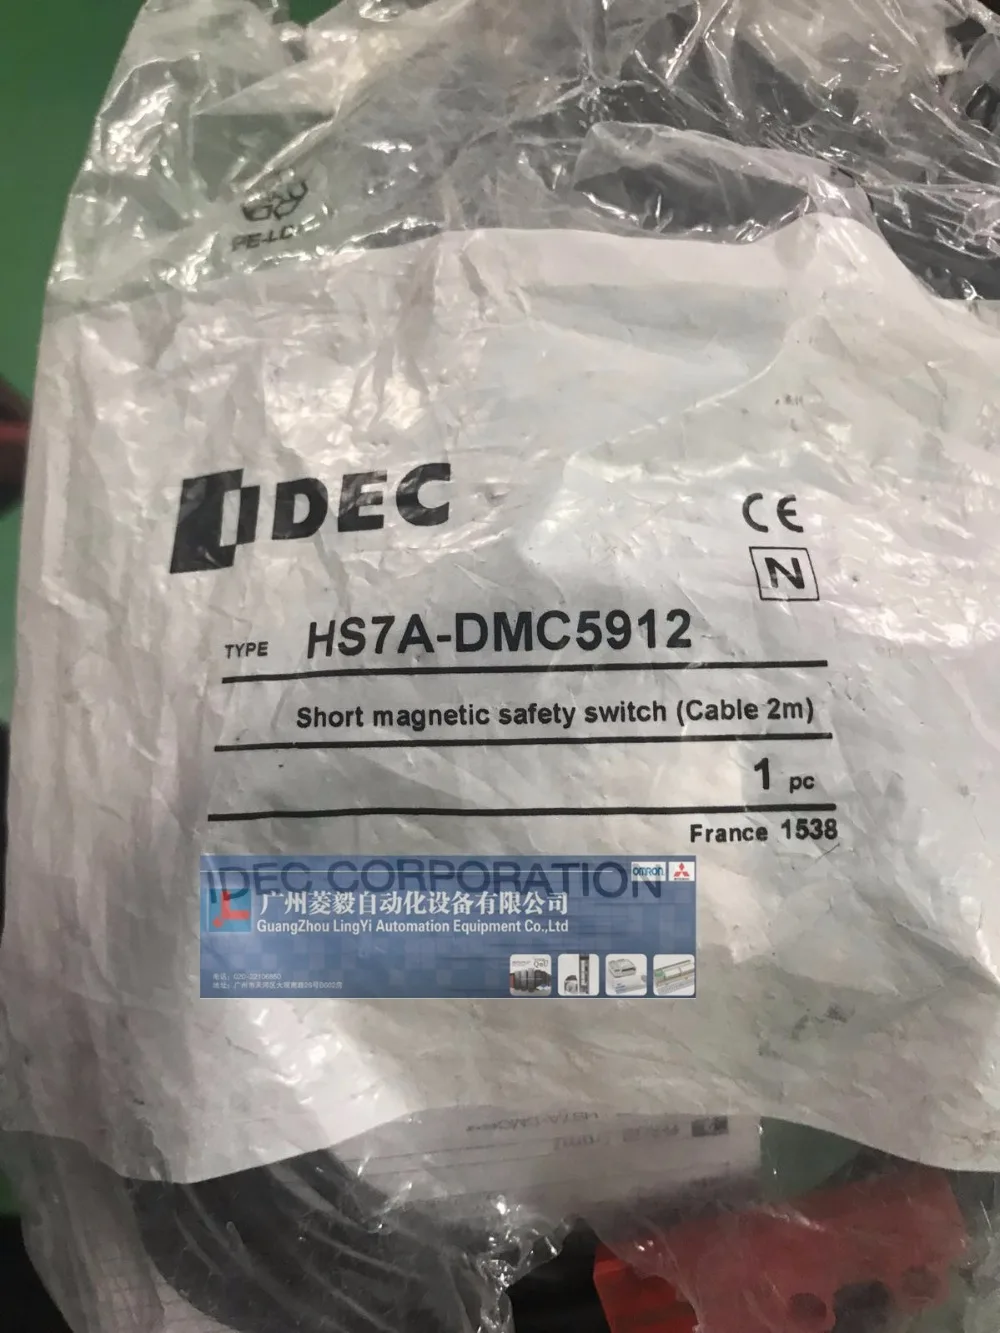 IDEC
CE
N
TYPE HS7A-DMC5912
Short magnetic safety switch (Cable 2m)
1 pc
France 1538
IDEC CORPORATION
OMRON
广州菱毅自动化设备有限公司
GuangZhou LingYi Automation Equipment Co.,Ltd